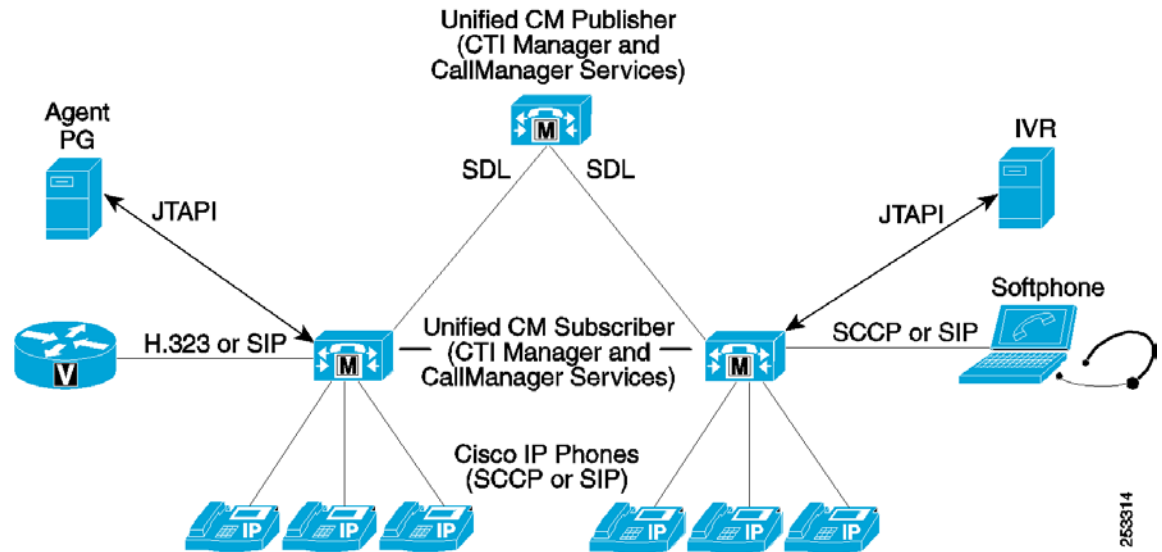 Unified CM Publisher
(CTI Manager and
CallManager Services)
Agent
PG
M
IVR
SDL
SDL
JTAPI
JTAPI
Softphone
H.323 or SIP
Unified CM Subscriber
(CTI Manager and
CallManager Services)
SCCP or SIP
V
M
M
Cisco IP Phones
(SCCP or SIP)
IP
IP
IP
IP
IP
IP
253314